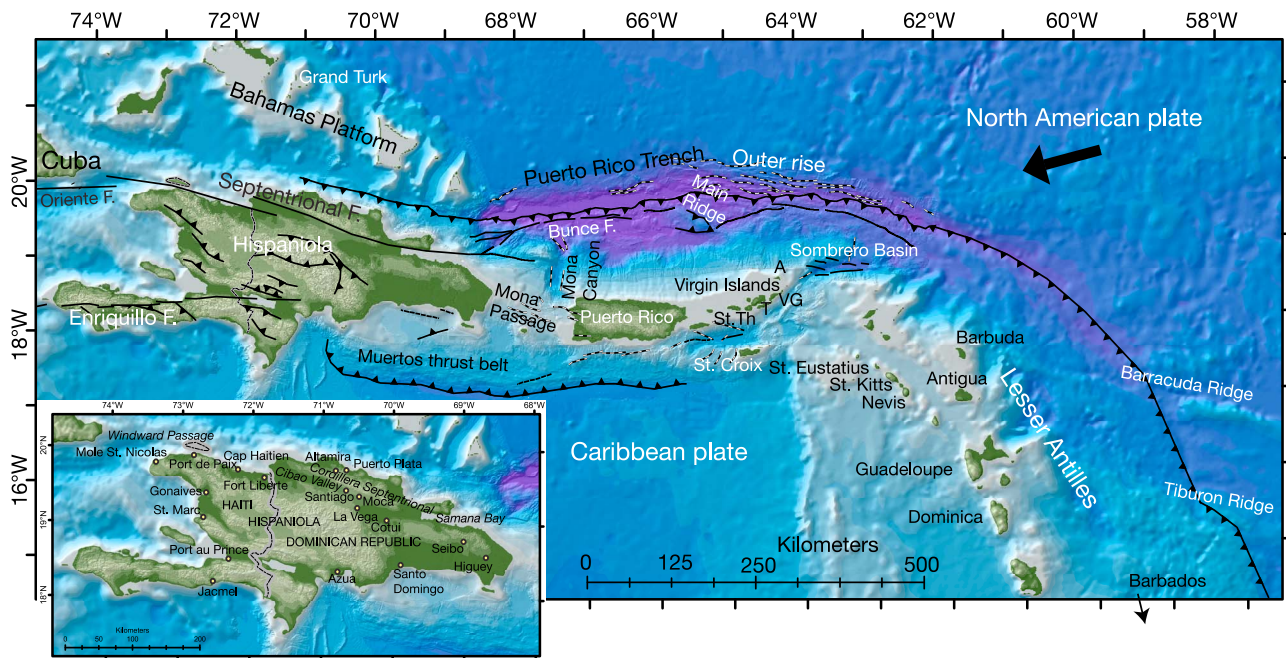 74°W 72°W 70°W 68°W 66°W 64°W 62°W 60°W 58°W
Grand Turk
Bahamas Platform
North American plate
Cuba
20°W
Oriente F.
Septentrional F.
Puerto Rico Trench
Outer rise
Main
Ridge
Bunce F.
Hispaniola
Mona
Canyon
Sombrero Basin
A
Virgin Islands
VG
T
St.Th
Mona
Passage
Puerto Rico
18°W
Enriquillo F.
Muertos thrust belt
St. Croix
St. Eustatius
St. Kitts
Nevis
Barbuda
Antigua
Lesser Antilles
Barracuda Ridge
Caribbean plate
Guadeloupe
Dominica
Tiburon Ridge
16°W
Kilometers
0 125 250 500
Barbados
74°W 72°W 71°W 70°W 69°W 68°W
Windward Passage
20°N
Mole St. Nicolas
Port de Paix
Cap Haitien
Altamira
Puerto Plata
Fort Liberte
Cibao Valley
Cordillera Septentrional
Gonaives
HAITI
Santiago
Moca
St. Marc
HISPANIOLA
La Vega
Samana Bay
19°N
Cotui
DOMINICAN REPUBLIC
Port au Prince
Seibo
Higuey
Azua
Santo
Domingo
Jacmel
18°N
Kilometers
0 50 100 200